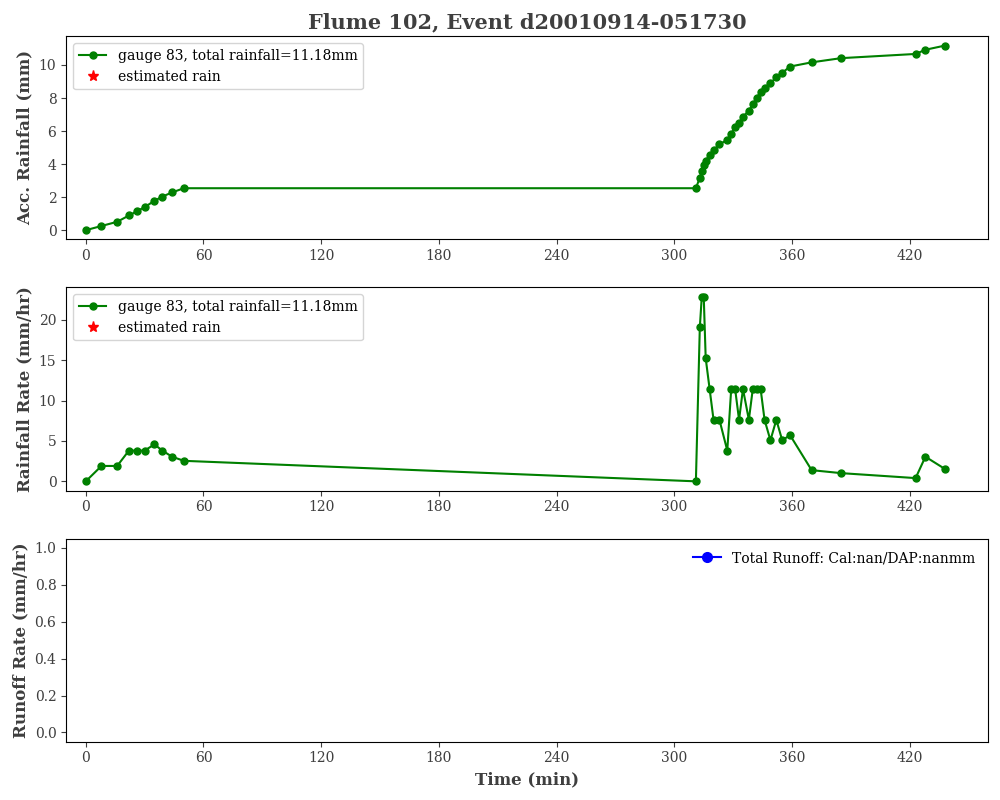 Flume 102, Event d20010914-051730
Acc. Rainfall (mm)
10
8
6
4
2
0
gauge 83, total rainfall=11.18mm
estimated rain
0 60 120 180 240 300 360 420
Rainfall Rate (mm/hr)
20
15
10
5
0
gauge 83, total rainfall=11.18mm
estimated rain
0 60 120 180 240 300 360 420
Runoff Rate (mm/hr)
1.0
0.8
0.6
0.4
0.2
0.0
Total Runoff: Cal:nan/DAP:nanmm
0 60 120 180 240 300 360 420
Time (min)